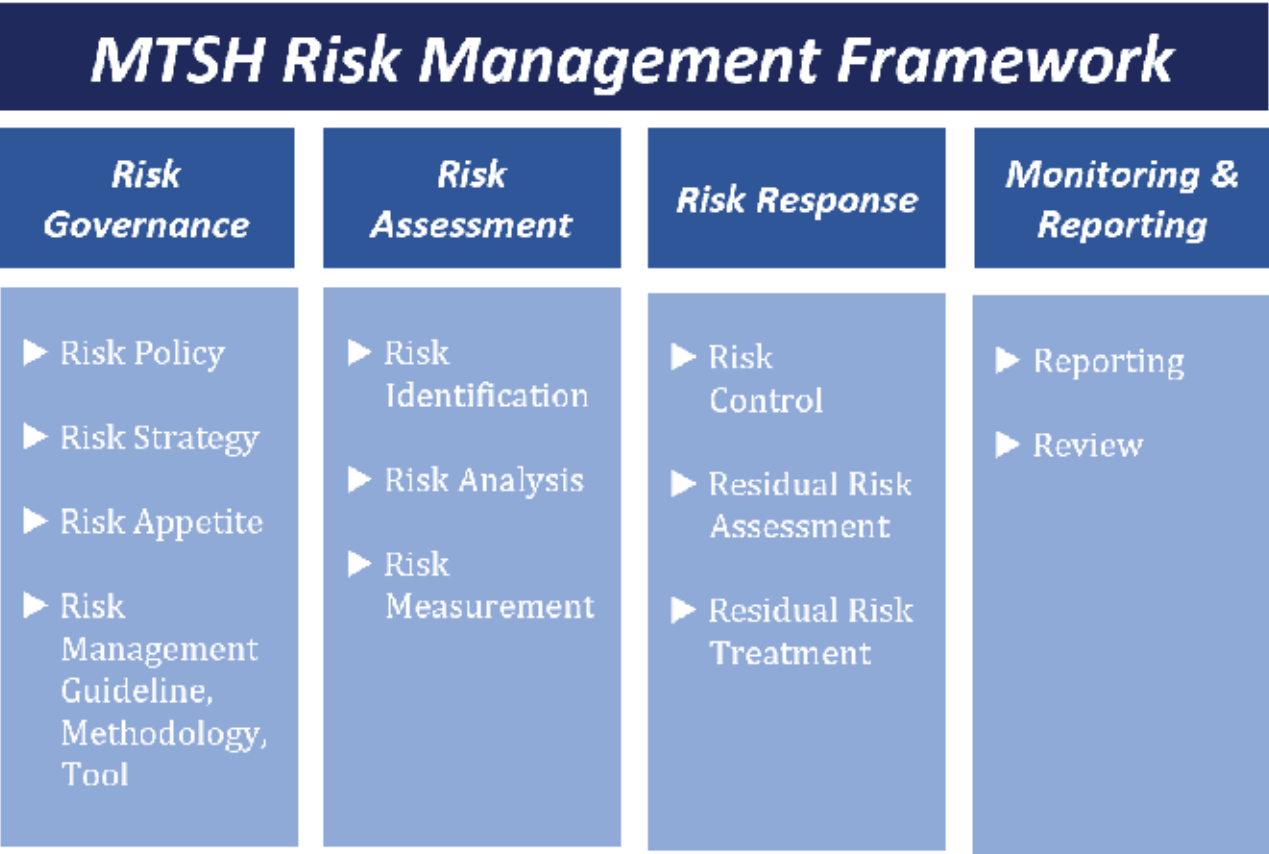 MTSH Risk Management Framework
Risk
Governance
Risk
Assessment
Risk Response
Monitoring &
Reporting
Risk Policy
Risk Strategy
Risk Appetite
Risk
Management
Guideline,
Methodology,
Tool
Risk
Identification
Risk Analysis
Risk
Measurement
Risk
Control
Residual Risk
Assessment
Residual Risk
Treatment
Reporting
Review